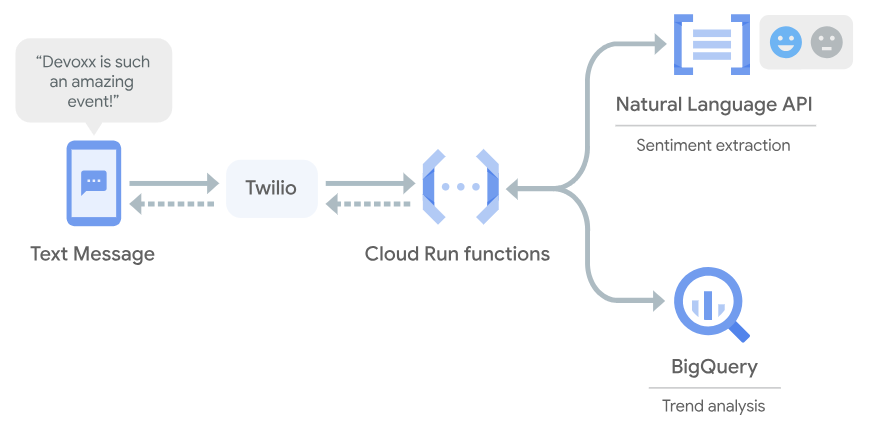 “Devoxx is such
an amazing
event!”
Text Message
Twilio
Cloud Run functions
Natural Language API
Sentiment extraction
BigQuery
Trend analysis